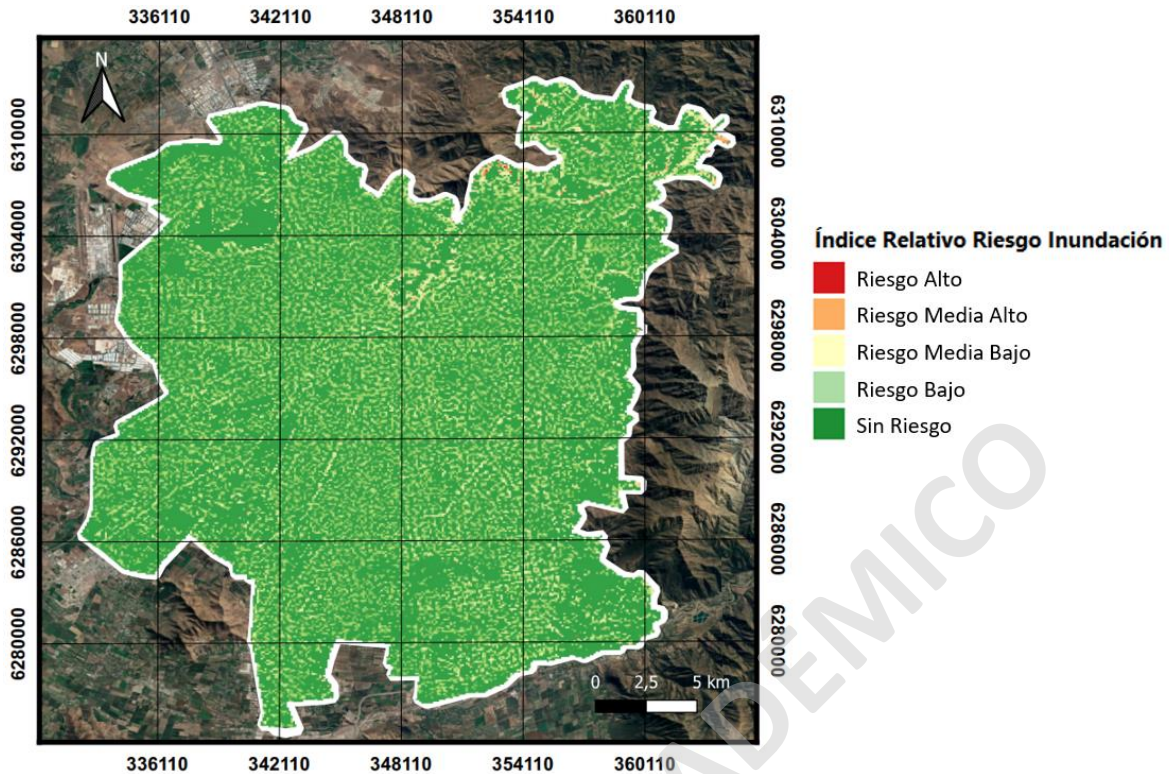 336110 342110 348110 354110 360110
N
6310000
6304000
6298000
6292000
6286000
6280000
6310000
6304000
6298000
6292000
6286000
6280000
0 2,5 5 km
336110 342110 348110 354110 360110
Índice Relativo Riesgo Inundación
Riesgo Alto
Riesgo Media Alto
Riesgo Media Bajo
Riesgo Bajo
Sin Riesgo
ADEMICO